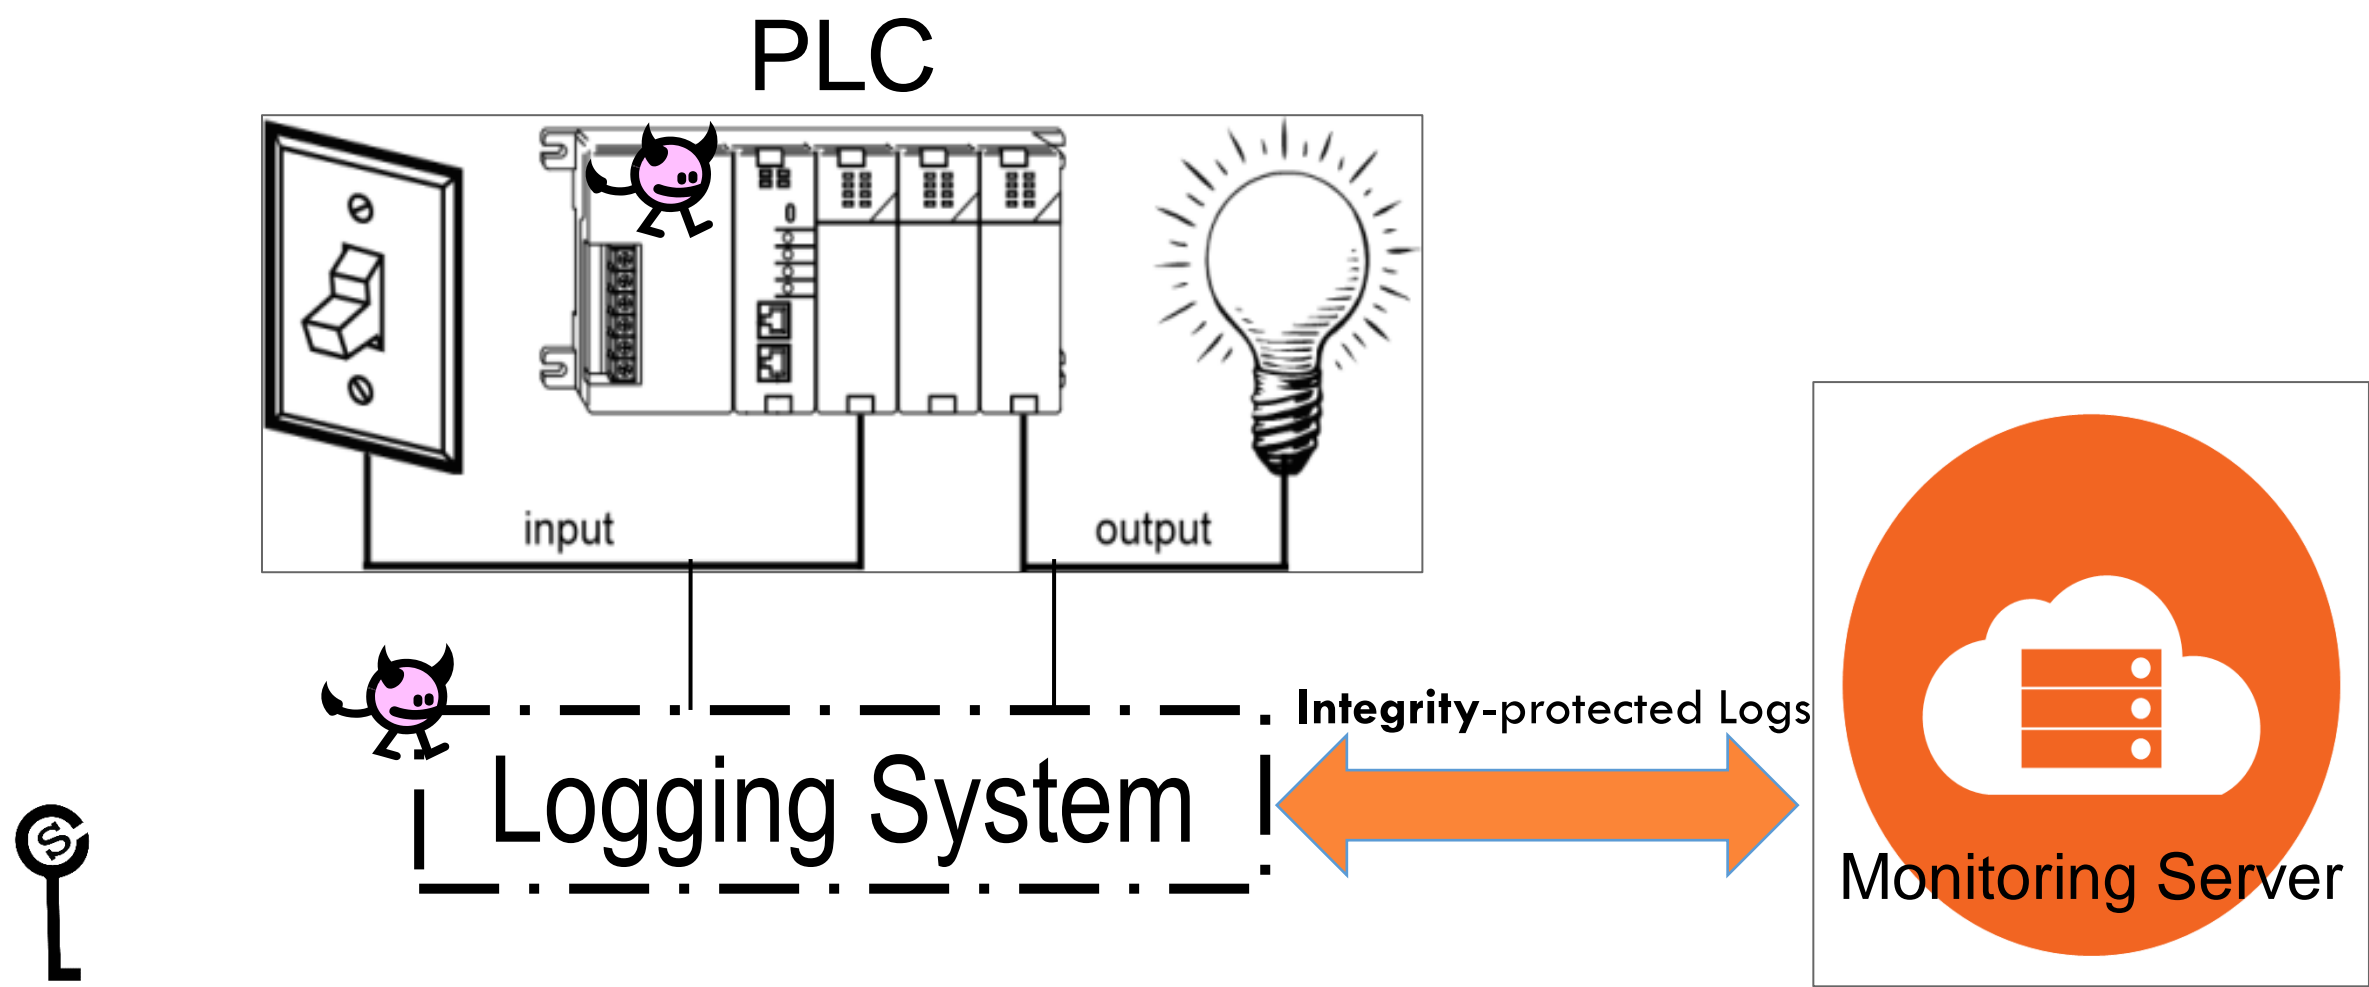 PLC
input
output
Integrity-protected Logs
Logging System
Monitoring Server
S